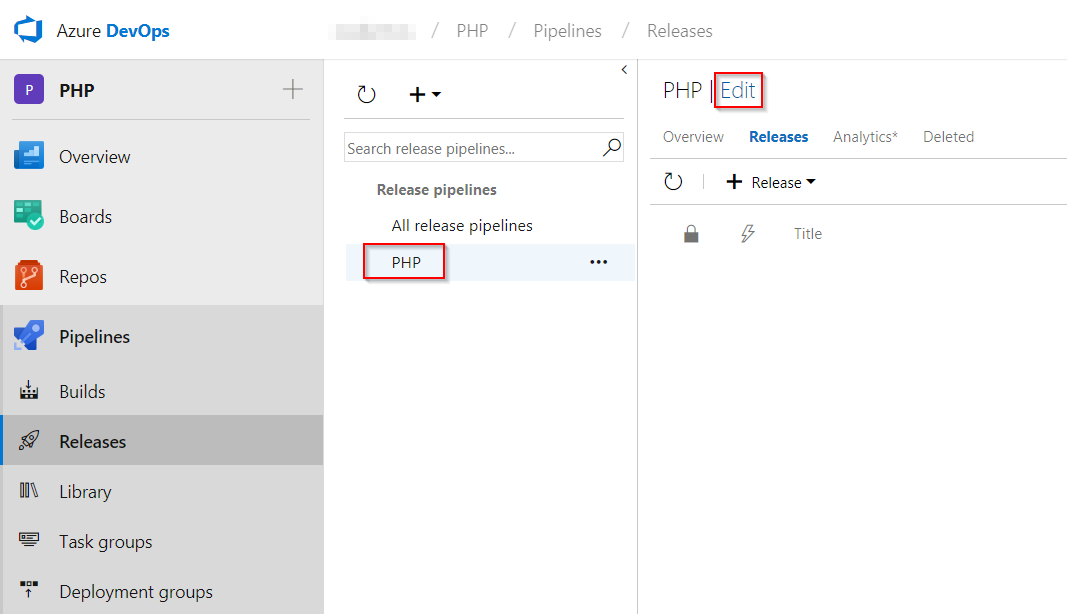 Azure DevOps
/ PHP / Pipelines / Releases
P PHP
Overview
Boards
Repos
Pipelines
Builds
Releases
Library
Task groups
Deployment groups
Search release pipelines...
Release pipelines
All release pipelines
PHP
PHP | Edit
Overview Releases Analytics* Deleted
Release
Title